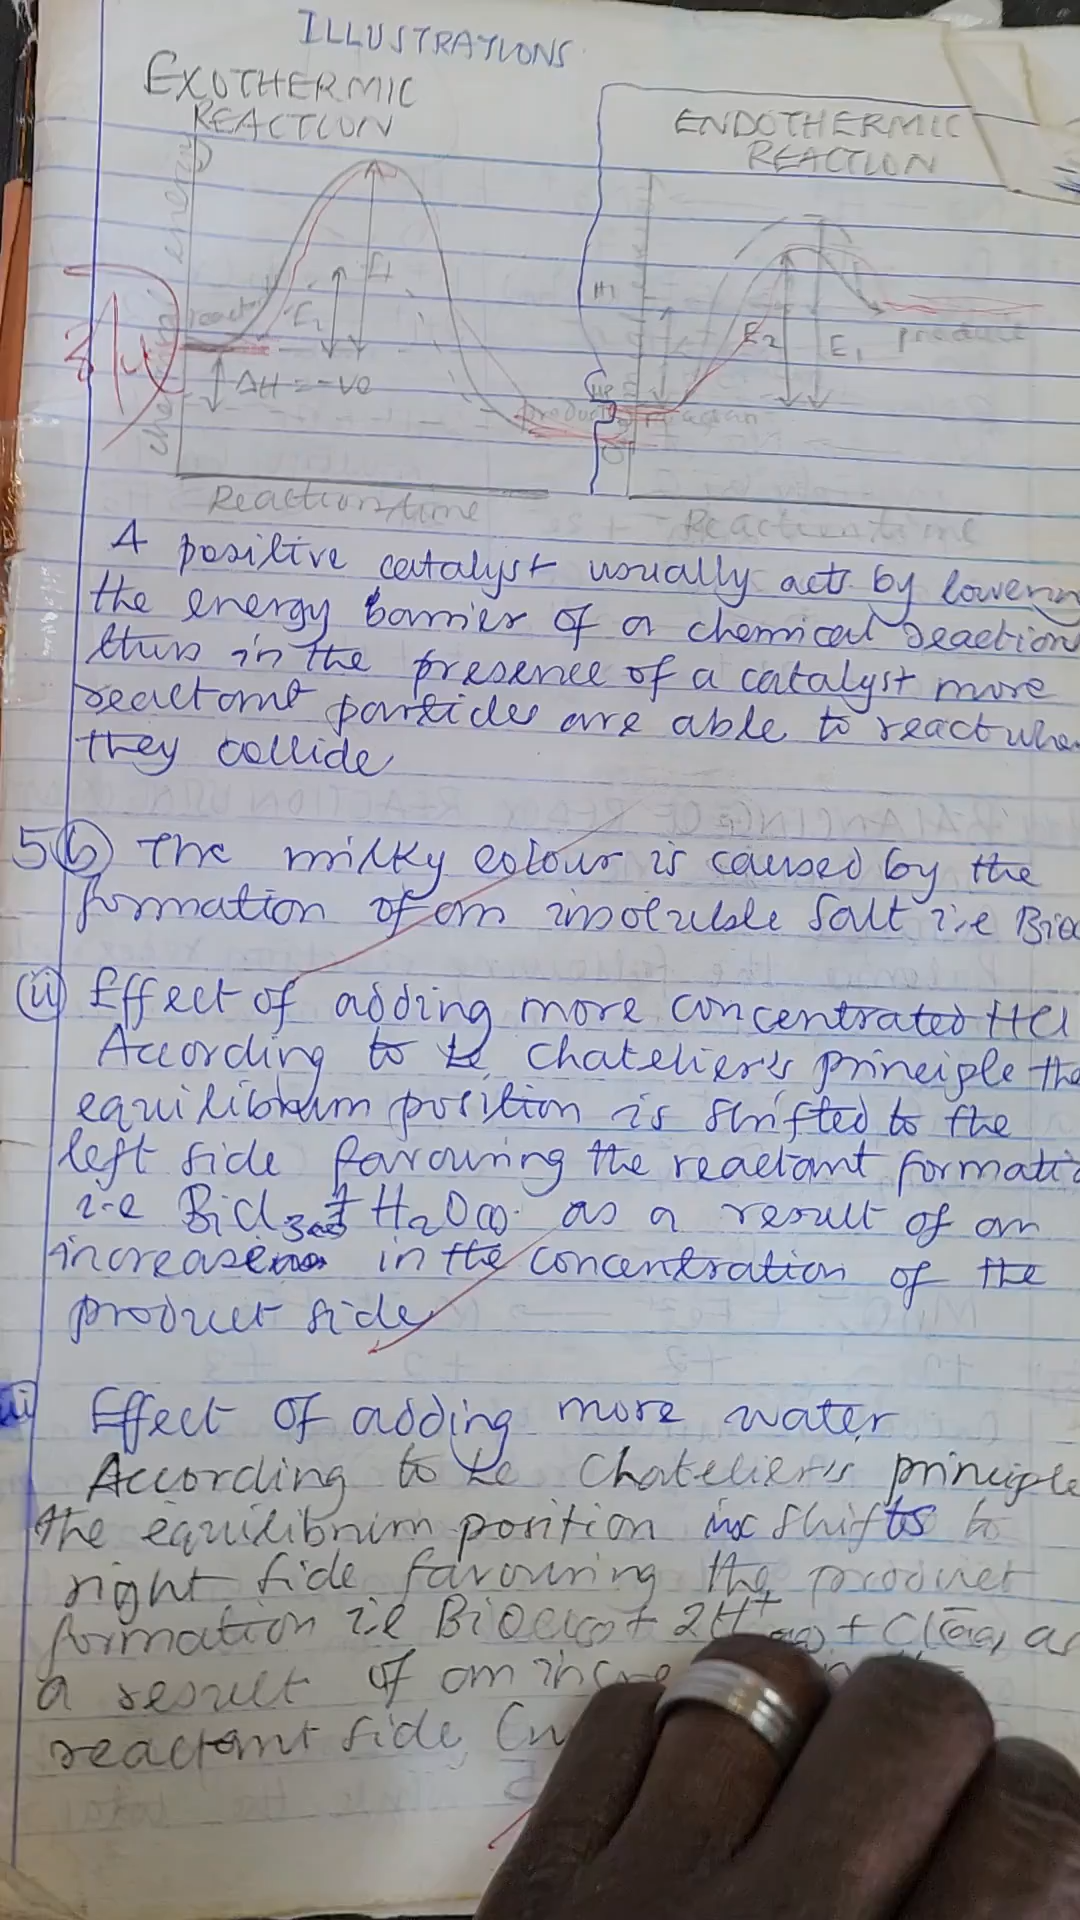 ILLUSTRATIONS
EXOTHERMIC
REACTION
ENDOTHERMIC
REACTION
energy
E1
E2
ΔH = -ve
product
Reaction time
H1
E2
E1
product
Reaction time
A positive catalyst usually acts by lowering
the energy barrier of a chemical reaction
thus in the presence of a catalyst more
reactant particles are able to react when
they collide
5(b) The milky colour is caused by the
formation of an insoluble salt i.e
(ii) Effect of adding more concentrated HCl
According to Le Chatelier's principle the
equilibrium position is shifted to the
left side favouring the reactant
i.e BiCl3(aq) + H2O(l) as a result of an
increase in the concentration of the
product side
Effect of adding more water
According to Le Chatelier's principle
the equilibrium position shifts to
right side favouring the product
formation i.e BiOCl(s) + 2H+(aq) + Cl-(aq) as
a result of an
reactant side